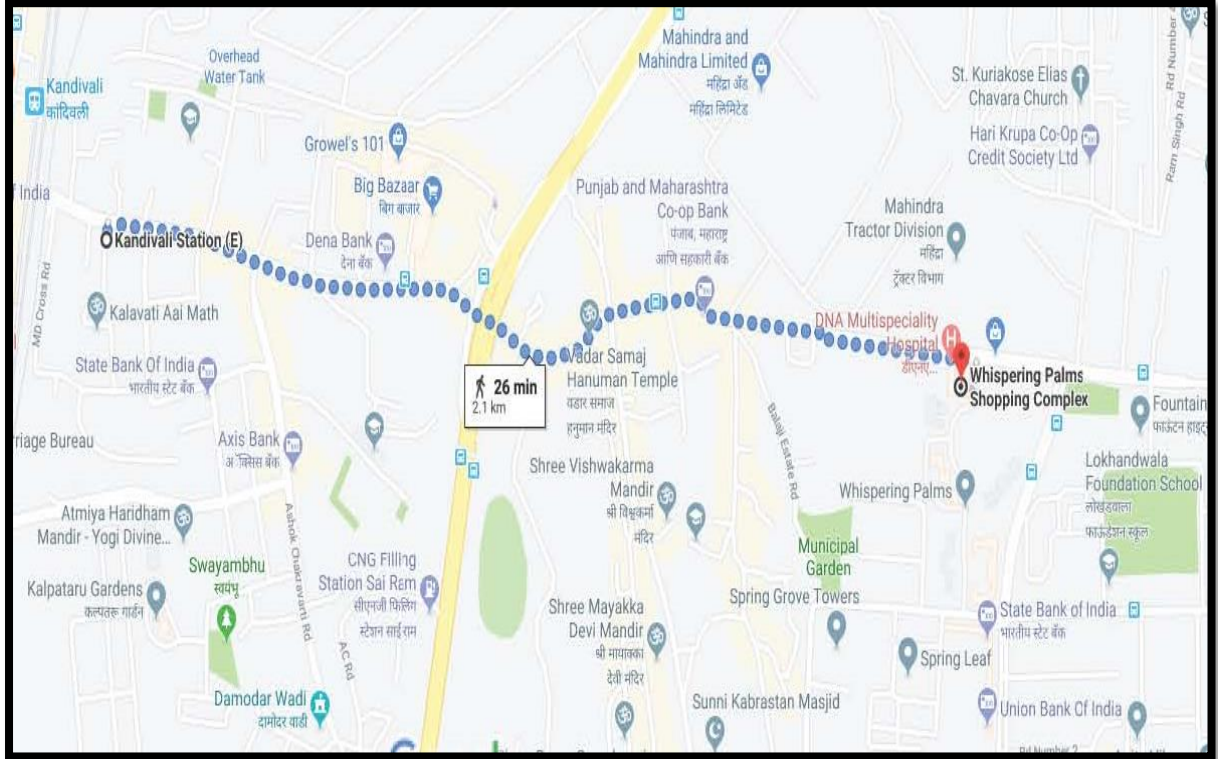 Overhead
Water Tank
Kandivali
कांदिवली
Mahindra and
Mahindra Limited
महिंद्रा अँड
महिंद्रा लिमिटेड
St. Kuriakose Elias
Chavara Church
Hari Krupa Co-Op
Credit Society Ltd
Rd Number
Ram Singh Rd
Growel's 101
Big Bazaar
बिग बाजार
India
Kandivali Station (E)
Dena Bank
देना बँक
Punjab and Maharashtra
Co-op Bank
पंजाब, महाराष्ट्र
आणि सहकारी बँक
Mahindra
Tractor Division
महिंद्रा
ट्रॅक्टर विभाग
MD Cross Rd
Kalavati Aai Math
State Bank Of India
भारतीय स्टेट बँक
26 min
2.1 km
Vadar Samaj
Hanuman Temple
वडार समाज
हनुमान मंदिर
DNA Multispeciality
Hospital
डीएनए...
Whispering Palms
Shopping Complex
Fountain
riage Bureau
Axis Bank
Balaji Estate Rd
Shree Vishwakarma
Mandir
श्री विश्वकर्मा
मंदिर
Whispering Palms
Lokhandwala
Foundation School
लोखंडवाला
फाऊंडेशन स्कूल
Atmiya Haridham
Mandir - Yogi Divine...
Ashok Chakravarti Rd
Swayambhu
स्वयंभू
CNG Filling
Station Sai Ram
सीएनजी फिलिंग
स्टेशन साई राम
Municipal
Garden
Kalpataru Gardens
कल्पतरू गार्डन
Spring Grove Towers
Shree Mayakka
Devi Mandir
श्री मायाक्का
देवी मंदिर
State Bank of India
भारतीय स्टेट बँक
AC Rd
Spring Leaf
Damodar Wadi
दामोदर वाडी
Sunni Kabrastan Masjid
Union Bank Of India
Rd Number 2